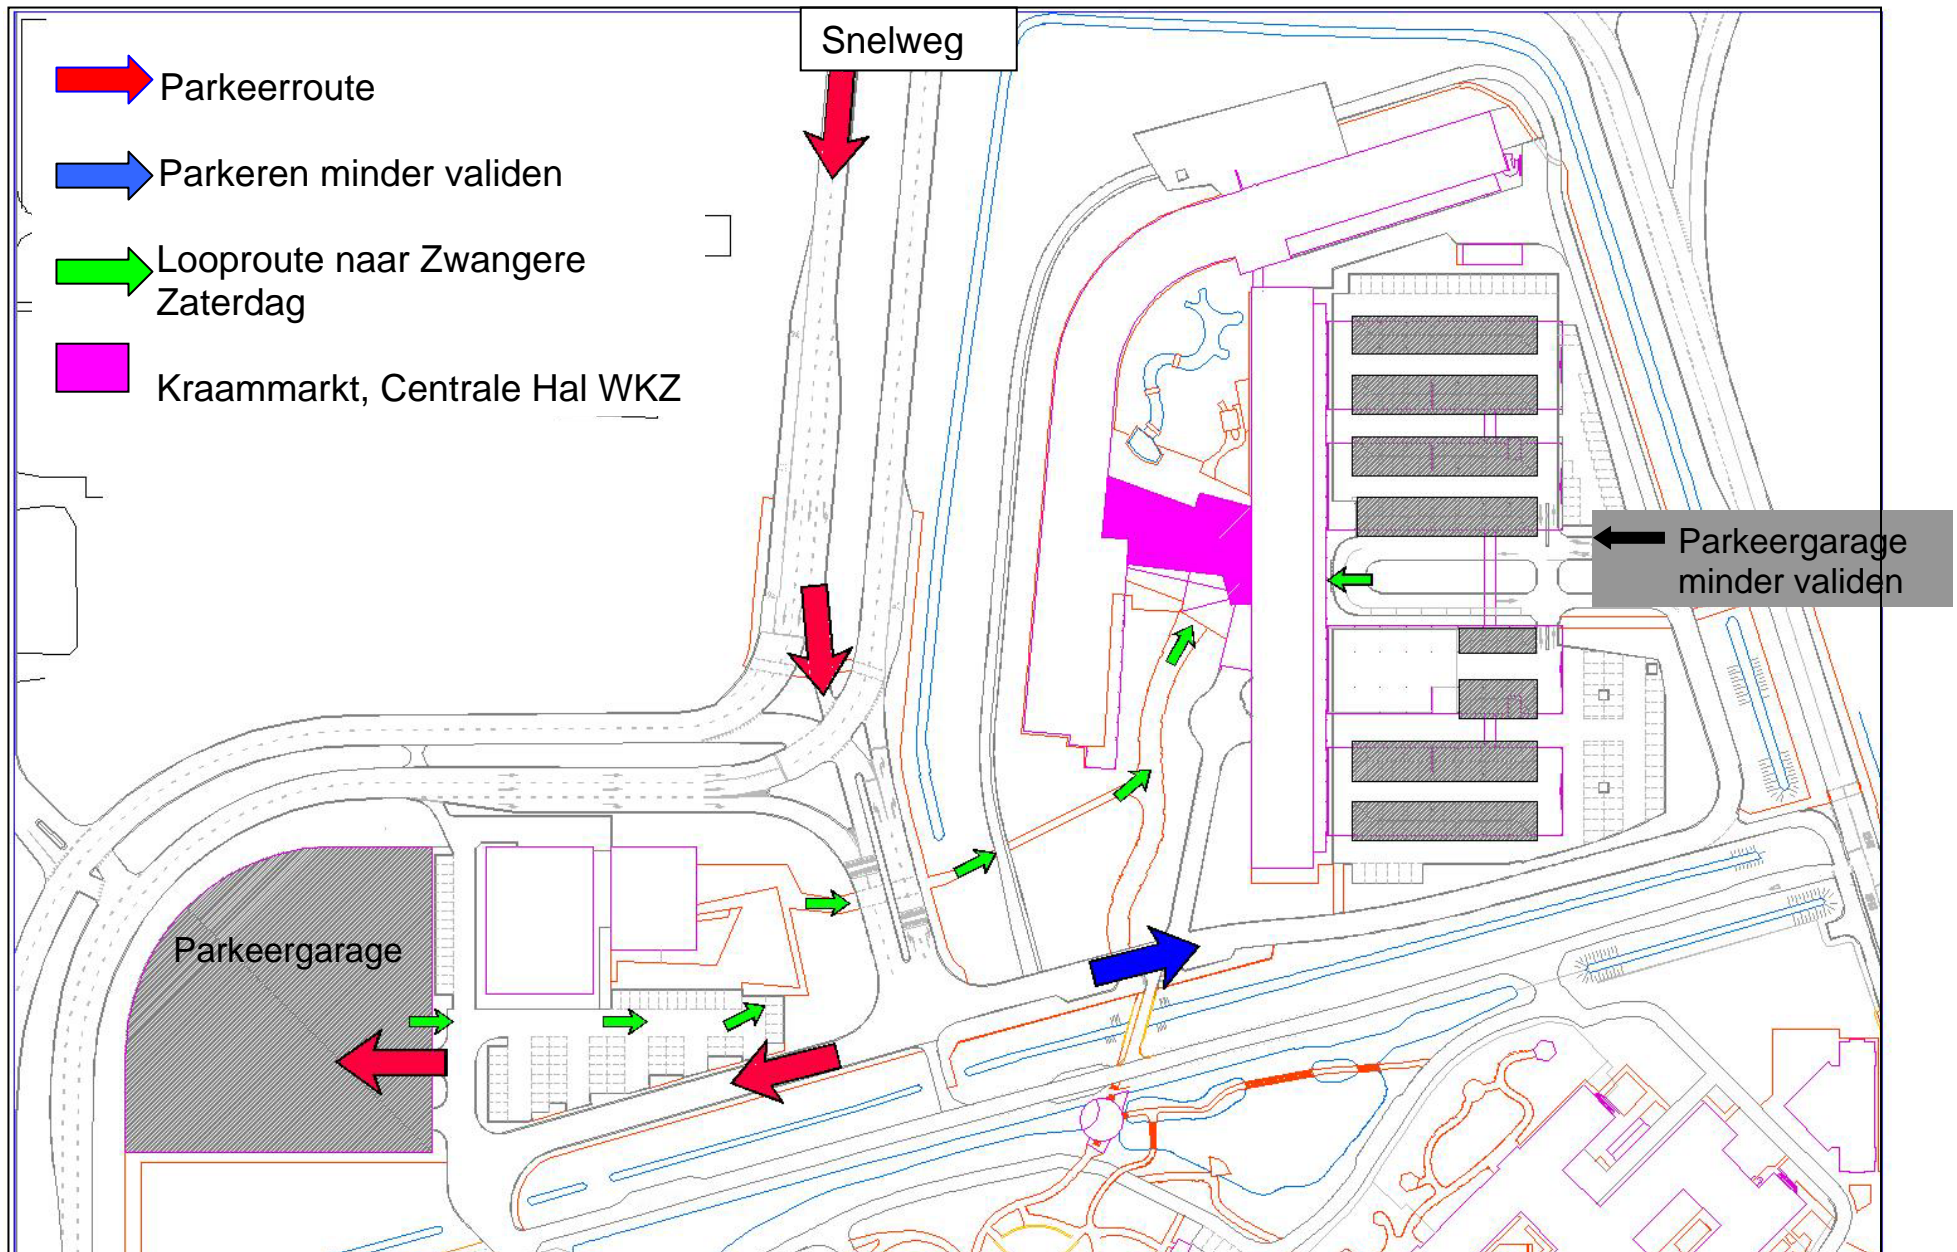 Snelweg
Parkeerroute
Parkeren minder validen
Looproute naar Zwangere
Zaterdag
Kraammarkt, Centrale Hal WKZ
Parkeergarage
minder validen
Parkeergarage